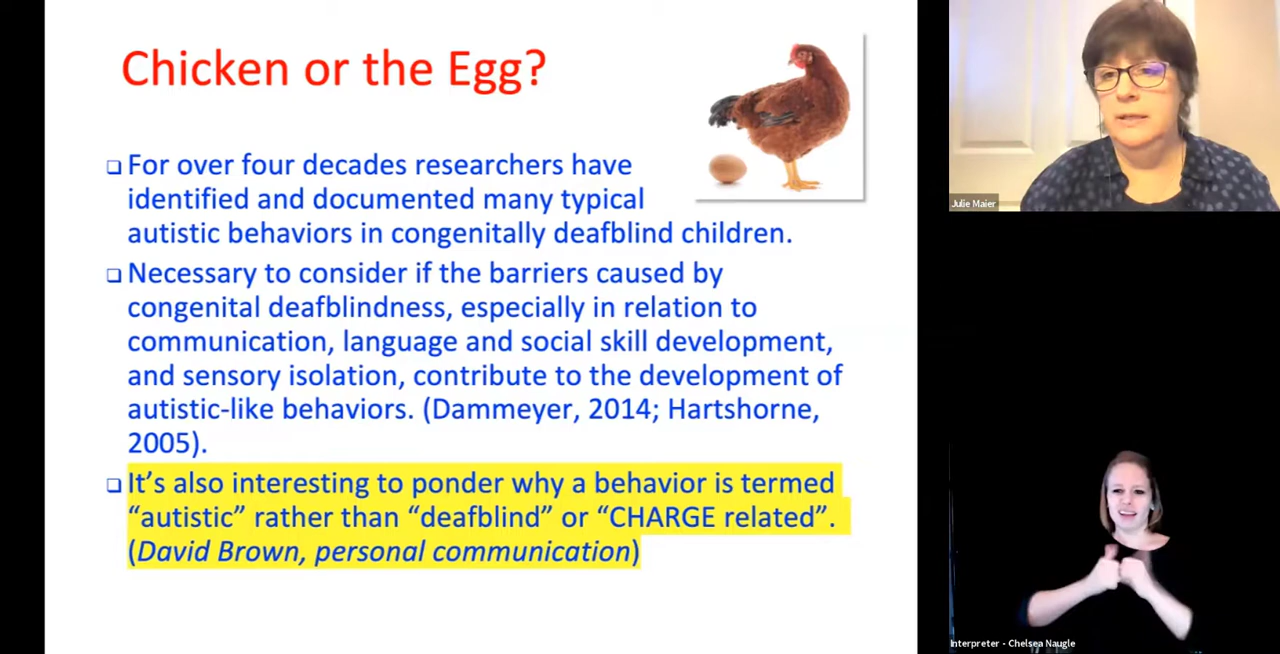 Chicken or the Egg?
❑ For over four decades researchers have
identified and documented many typical
autistic behaviors in congenitally deafblind children.
❑ Necessary to consider if the barriers caused by
congenital deafblindness, especially in relation to
communication, language and social skill development,
and sensory isolation, contribute to the development of
autistic-like behaviors. (Dammeyer, 2014; Hartshorne,
2005).
❑ It’s also interesting to ponder why a behavior is termed
“autistic” rather than “deafblind” or “CHARGE related”.
(David Brown, personal communication)
Julie Maier
Interpreter - Chelsea Naugle